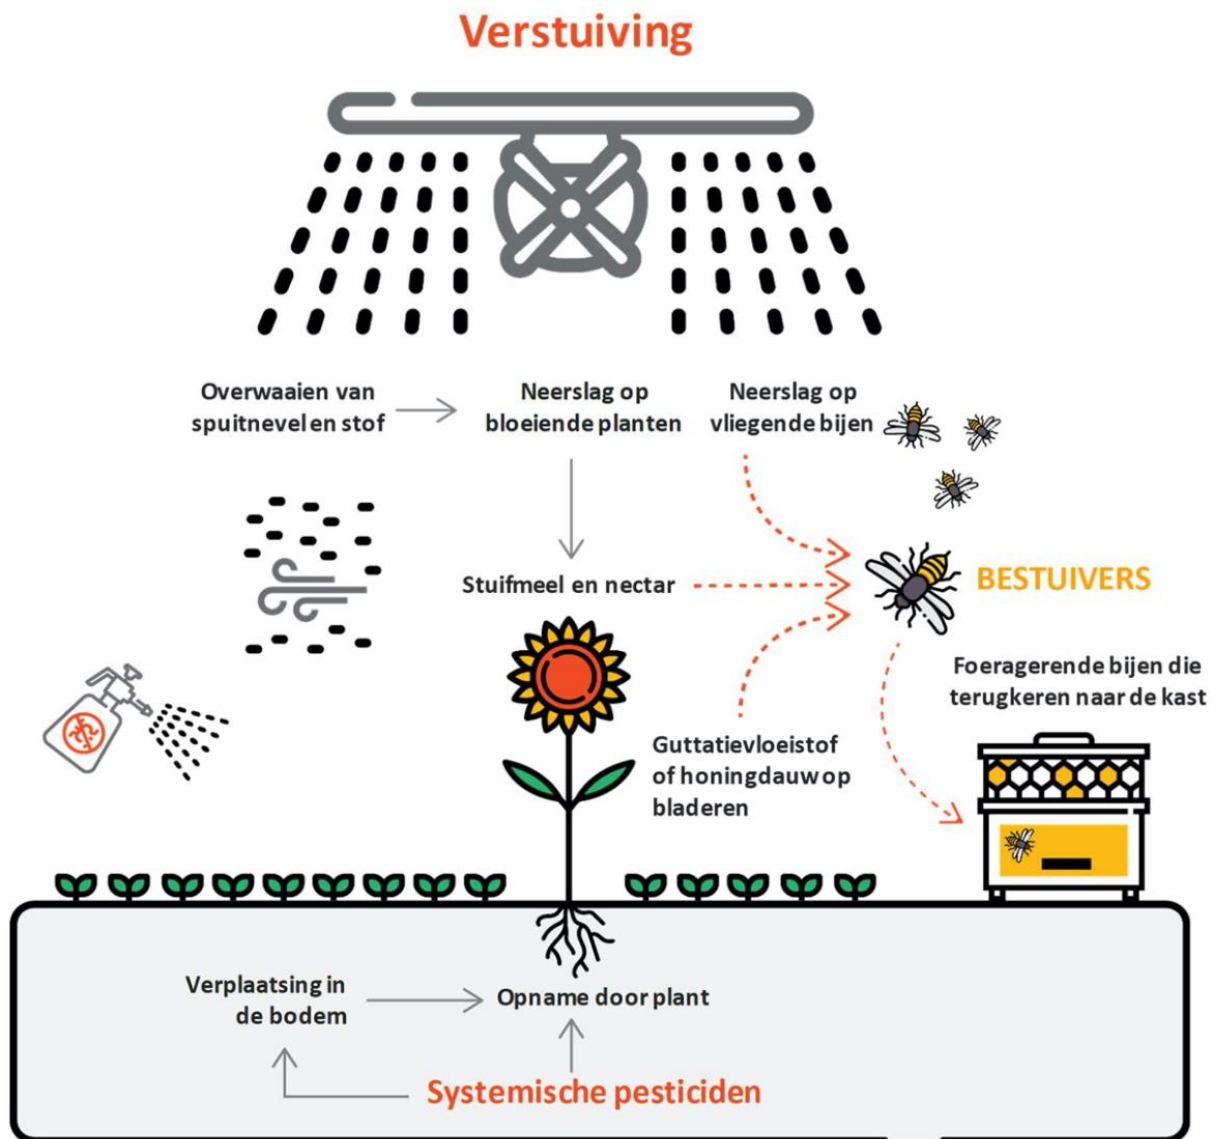 Verstuiving
Overwaaien van
spuitnevel en stof
Neerslag op
bloeiende planten
Neerslag op
vliegende bijen
Stuifmeel en nectar
BESTUIVERS
Foeragerende bijen die
terugkeren naar de kast
Guttatievloeistof
of honingdauw op
bladeren
Verplaatsing in
de bodem
Opname door plant
Systemische pesticiden